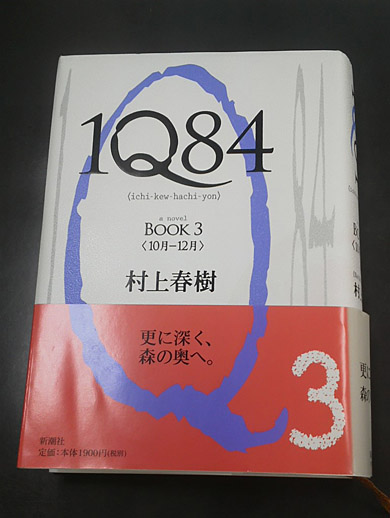 1Q84
〈ichi-kew-hachi-yon〉
a novel
BOOK 3
〈10月-12月〉
村上春樹
更に深く、
森の奥へ。
3
新潮社
定価：本体1900円(税別)